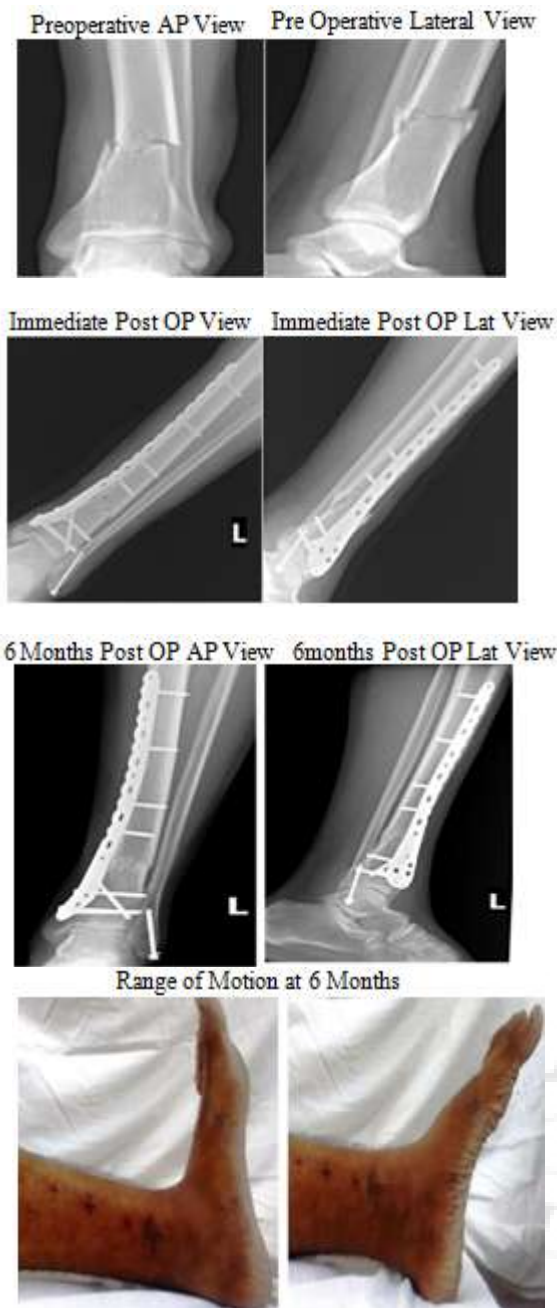 Preoperative AP View
Pre Operative Lateral View
Immediate Post OP View
Immediate Post OP Lat View
L
6 Months Post OP AP View
6months Post OP Lat View
L
L
Range of Motion at 6 Months